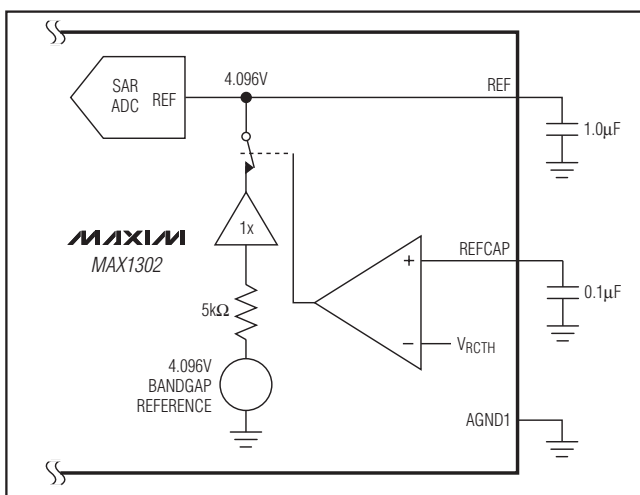 4.096V
REF
SAR
ADC
REF
1.0µF
1x
MAXIM
MAX1302
REFCAP
+
0.1µF
5kΩ
−
VRCTH
4.096V
BANDGAP
REFERENCE
AGND1